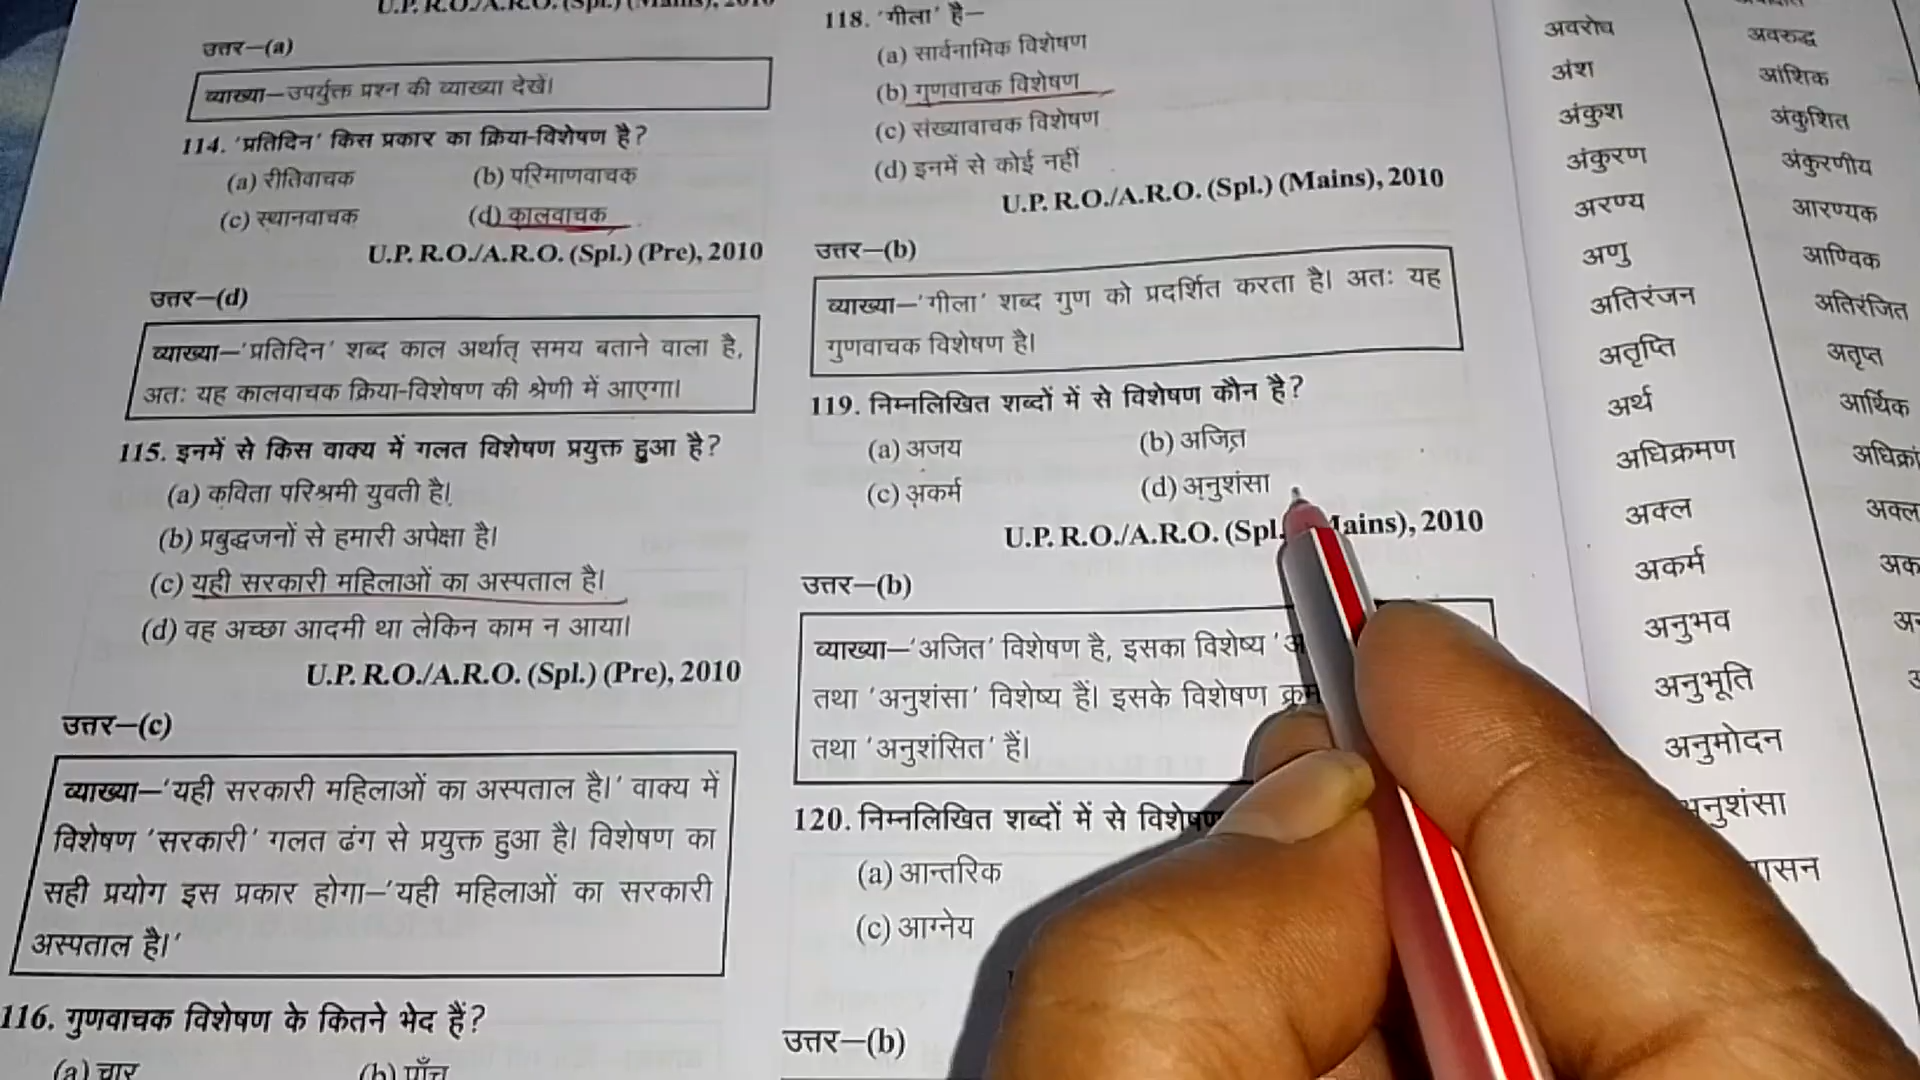 U.P. R.O./A.R.O. (Spl.) (Mains), 2010
उत्तर—(a)
व्याख्या—उपर्युक्त प्रश्न की व्याख्या देखें।
114. 'प्रतिदिन' किस प्रकार का क्रिया-विशेषण है?
(a) रीतिवाचक (b) परिमाणवाचक
(c) स्थानवाचक (d) कालवाचक
U.P. R.O./A.R.O. (Spl.) (Pre), 2010
उत्तर—(d)
व्याख्या—'प्रतिदिन' शब्द काल अर्थात् समय बताने वाला है,
अतः यह कालवाचक क्रिया-विशेषण की श्रेणी में आएगा।
115. इनमें से किस वाक्य में गलत विशेषण प्रयुक्त हुआ है?
(a) कविता परिश्रमी युवती है।
(b) प्रबुद्धजनों से हमारी अपेक्षा है।
(c) यही सरकारी महिलाओं का अस्पताल है।
(d) वह अच्छा आदमी था लेकिन काम न आया।
U.P. R.O./A.R.O. (Spl.) (Pre), 2010
उत्तर—(c)
व्याख्या—'यही सरकारी महिलाओं का अस्पताल है।' वाक्य में
विशेषण 'सरकारी' गलत ढंग से प्रयुक्त हुआ है। विशेषण का
सही प्रयोग इस प्रकार होगा—'यही महिलाओं का सरकारी
अस्पताल है।'
116. गुणवाचक विशेषण के कितने भेद हैं?
(a) चार (b) पाँच
118. 'गीला' है—
(a) सार्वनामिक विशेषण
(b) गुणवाचक विशेषण
(c) संख्यावाचक विशेषण
(d) इनमें से कोई नहीं
U.P. R.O./A.R.O. (Spl.) (Mains), 2010
उत्तर—(b)
व्याख्या—'गीला' शब्द गुण को प्रदर्शित करता है। अतः यह
गुणवाचक विशेषण है।
119. निम्नलिखित शब्दों में से विशेषण कौन है?
(a) अजय (b) अजित
(c) अकर्म (d) अनुशंसा
U.P. R.O./A.R.O. (Spl. Mains), 2010
उत्तर—(b)
व्याख्या—'अजित' विशेषण है, इसका विशेष्य
तथा 'अनुशंसा' विशेष्य हैं। इसके विशेषण
तथा 'अनुशंसित' हैं।
120. निम्नलिखित शब्दों में से
(a) आन्तरिक
(c) आग्नेय
उत्तर—(b)
अवरोध अवरुद्ध
अंश आंशिक
अंकुश अंकुशित
अंकुरण अंकुरणीय
अरण्य आरण्यक
अणु आण्विक
अतिरंजन अतिरंजित
अतृप्ति अतृप्त
अर्थ आर्थिक
अधिक्रमण
अक्ल
अकर्म
अनुभव
अनुभूति
अनुमोदन
अनुशंसा